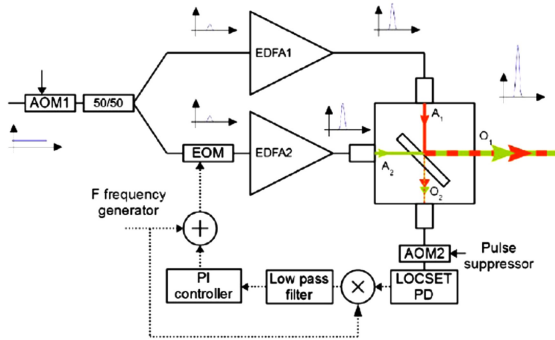 EDFA1
AOM1
50/50
A1
O1
EOM
EDFA2
A2
O2
F frequency
generator
+
AOM2
Pulse
suppressor
PI
controller
Low pass
filter
×
LOCSET
PD